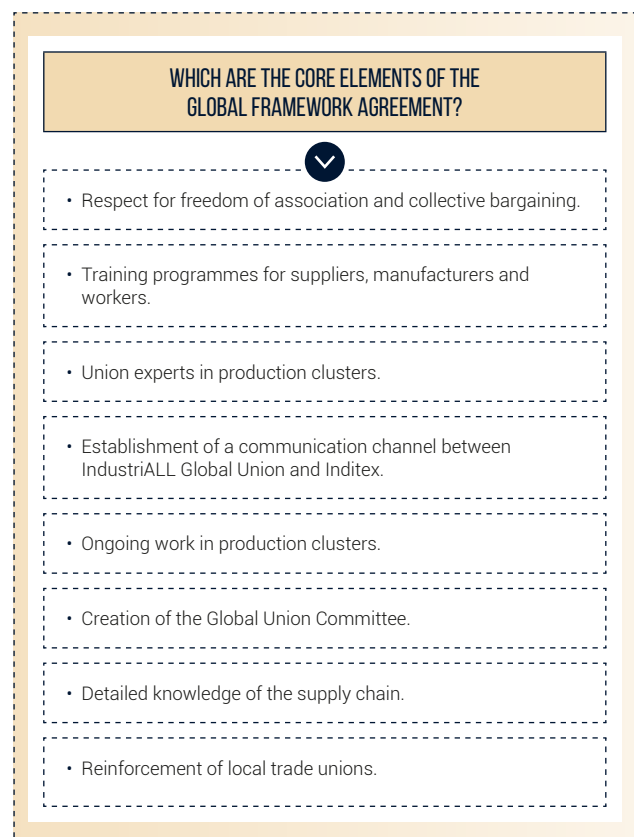 WHICH ARE THE CORE ELEMENTS OF THE
GLOBAL FRAMEWORK AGREEMENT?
• Respect for freedom of association and collective bargaining.
• Training programmes for suppliers, manufacturers and
workers.
• Union experts in production clusters.
• Establishment of a communication channel between
IndustriALL Global Union and Inditex.
• Ongoing work in production clusters.
• Creation of the Global Union Committee.
• Detailed knowledge of the supply chain.
• Reinforcement of local trade unions.